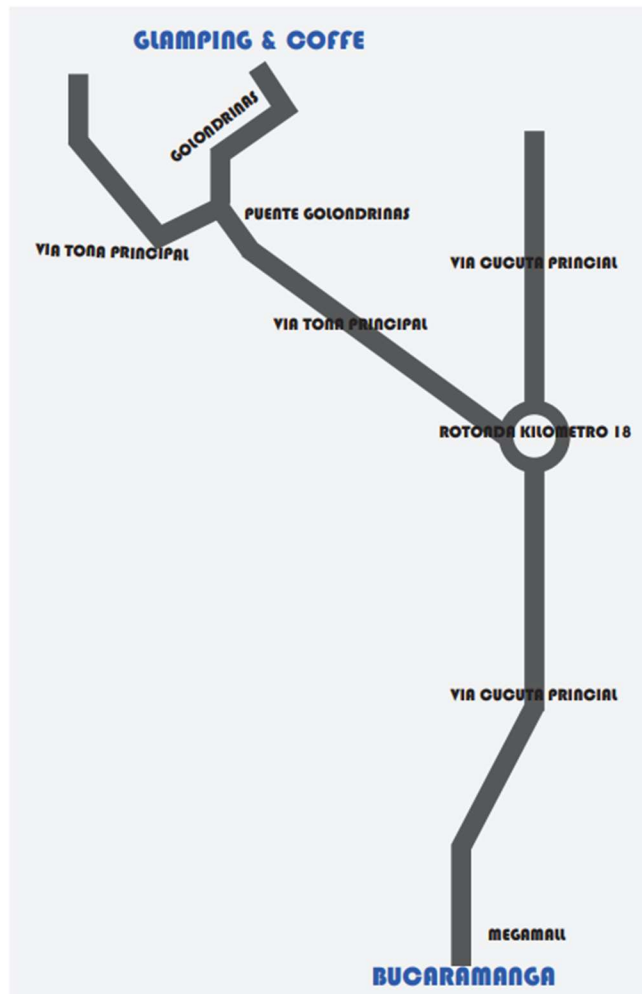 GLAMPING & COFFE
GOLONDRINAS
PUENTE GOLONDRINAS
VIA TONA PRINCIPAL
VIA CUCUTA PRINCIAL
VIA TONA PRINCIPAL
ROTONDA KILOMETRO 18
VIA CUCUTA PRINCIAL
MEGAMALL
BUCARAMANGA